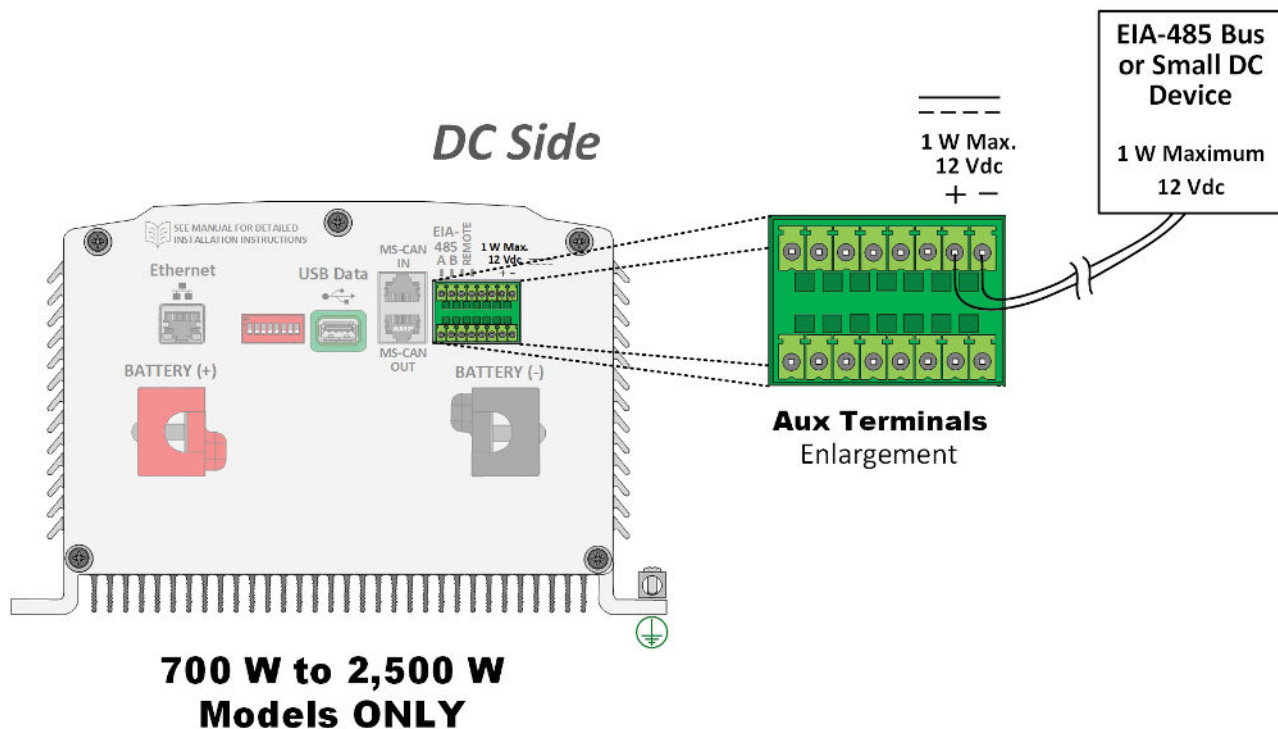 EIA-485 Bus
or Small DC
Device
1 W Maximum
12 Vdc
1 W Max.
12 Vdc
+ −
DC Side
SEE MANUAL FOR DETAILED
INSTALLATION INSTRUCTIONS
Ethernet
USB Data
MS-CAN
IN
MS-CAN
OUT
EIA-
485
A B
REMOTE
1 W Max.
12 Vdc
+ −
BATTERY (+)
BATTERY (-)
Aux Terminals
Enlargement
700 W to 2,500 W
Models ONLY